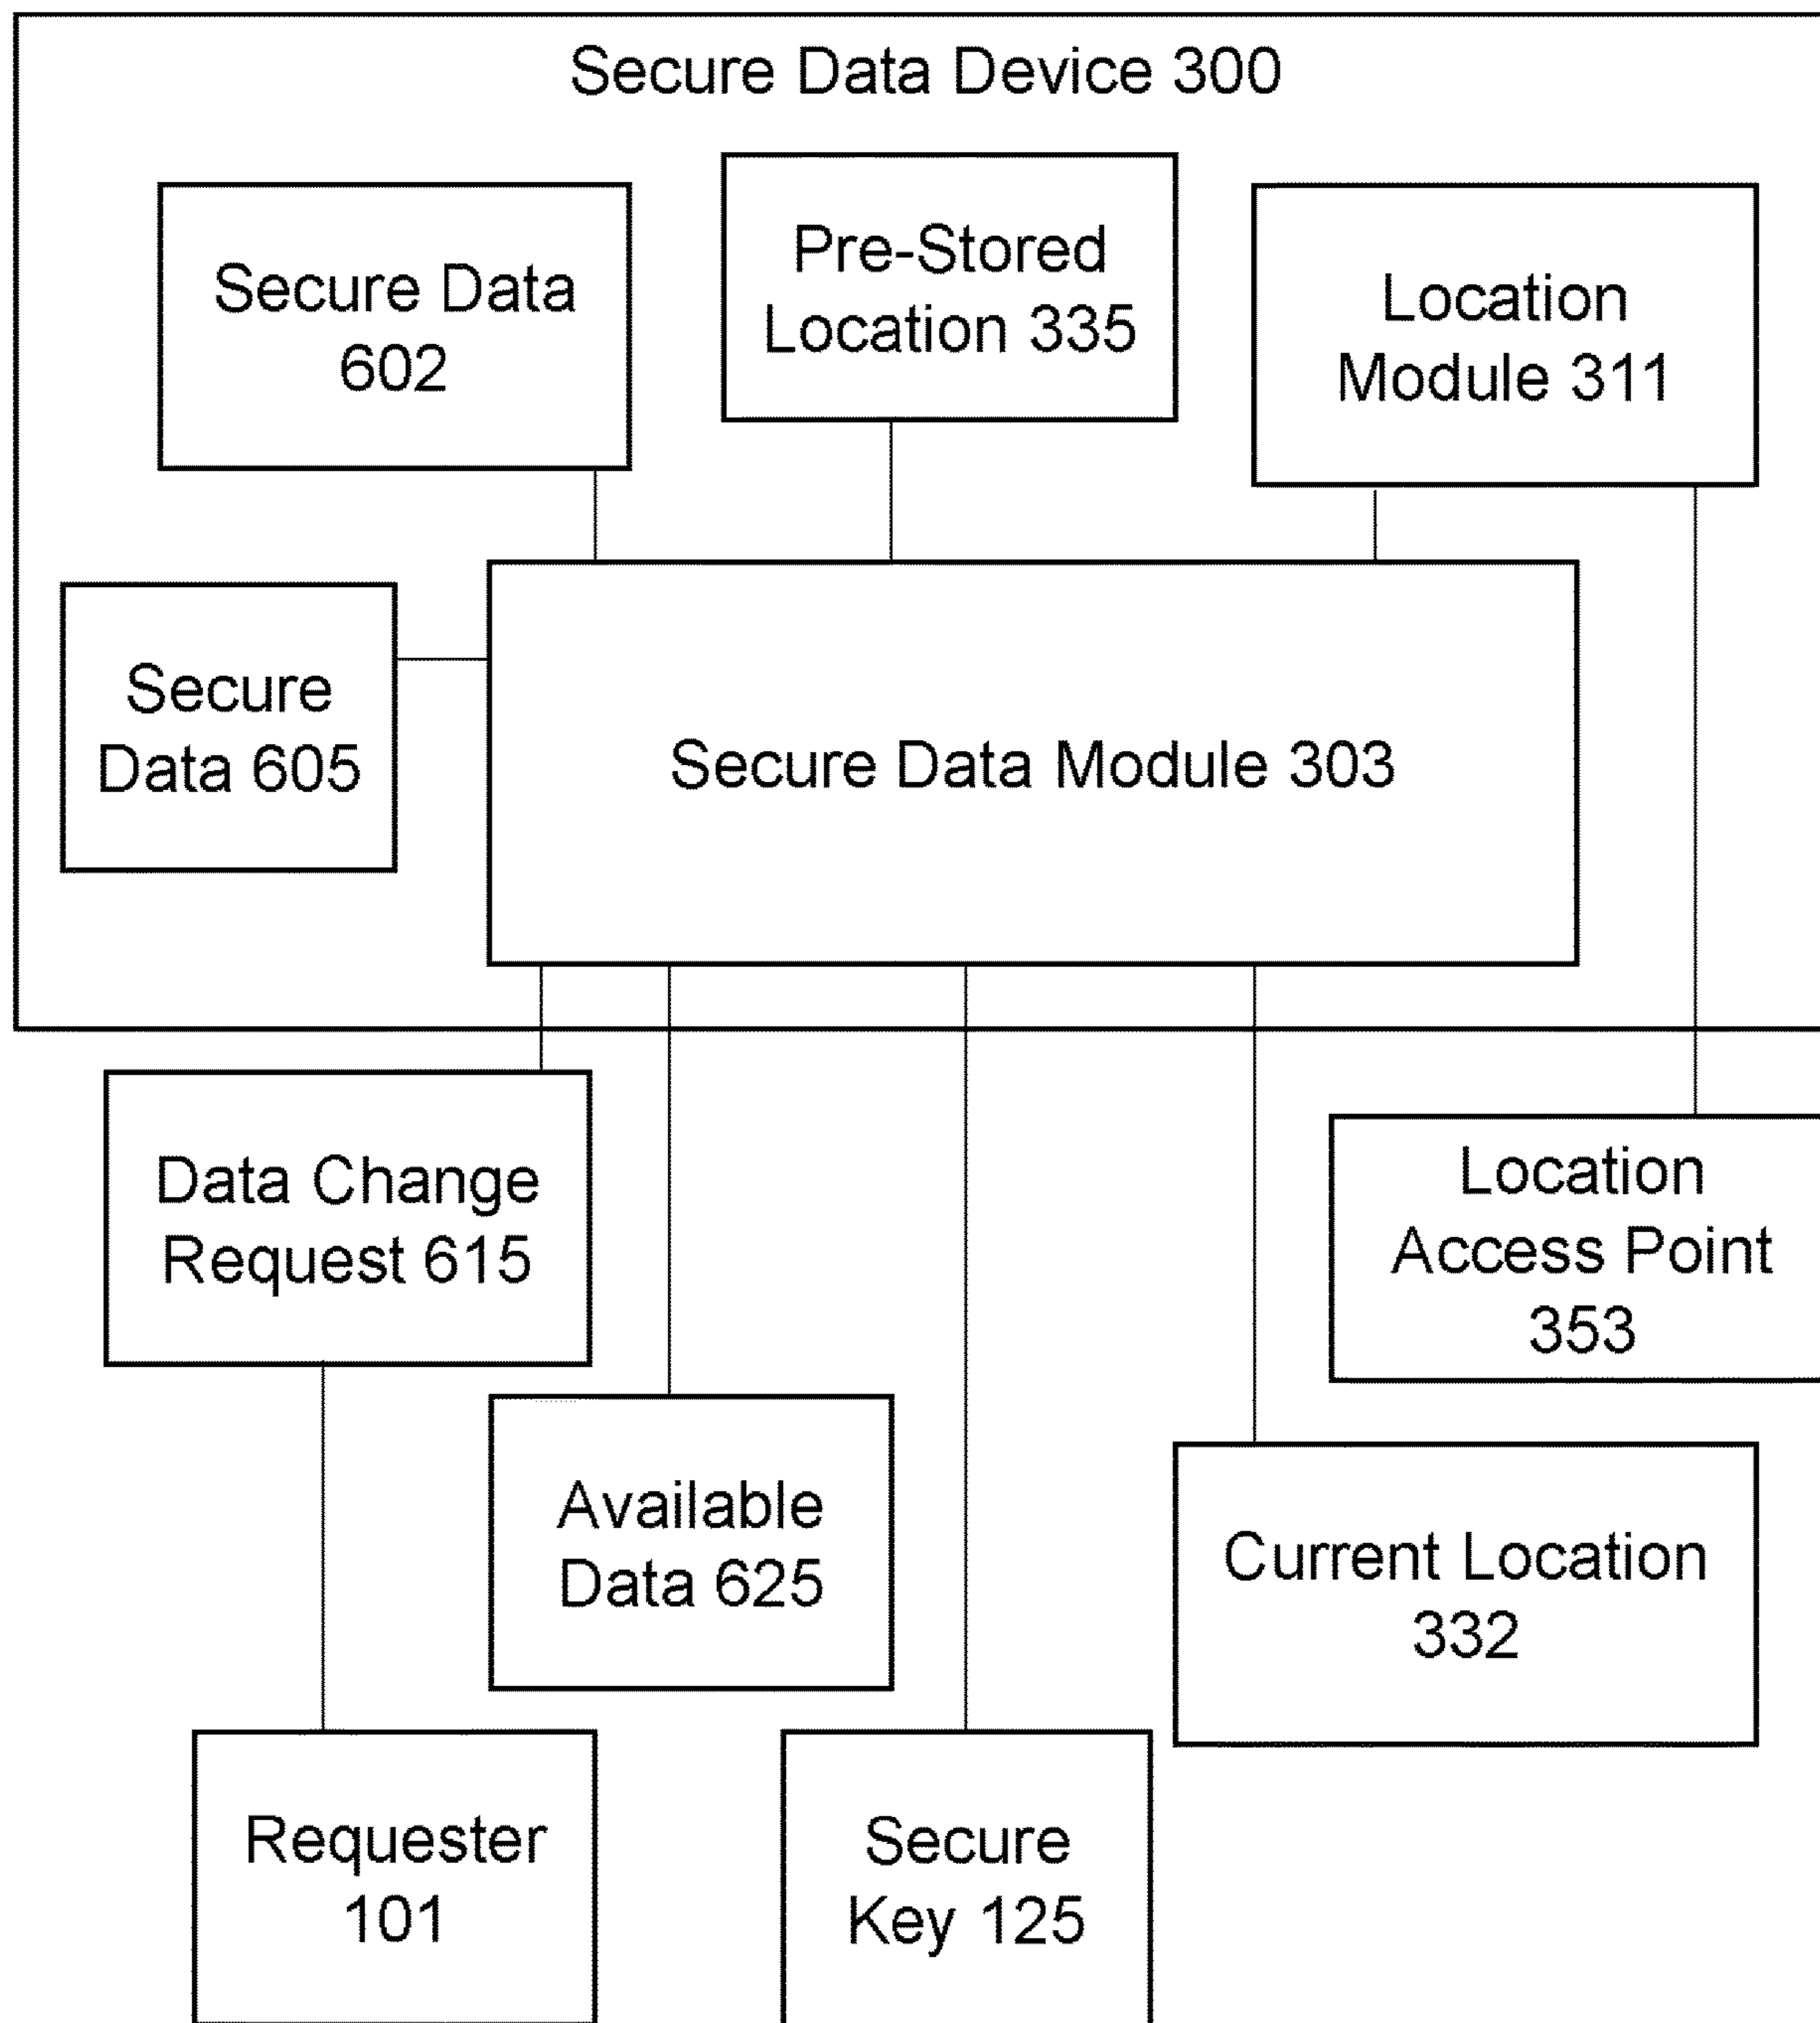 Secure Data Device 300
Secure Data
602
Pre-Stored
Location 335
Location
Module 311
Secure
Data 605
Secure Data Module 303
Data Change
Request 615
Location
Access Point
353
Available
Data 625
Current Location
332
Requester
101
Secure
Key 125